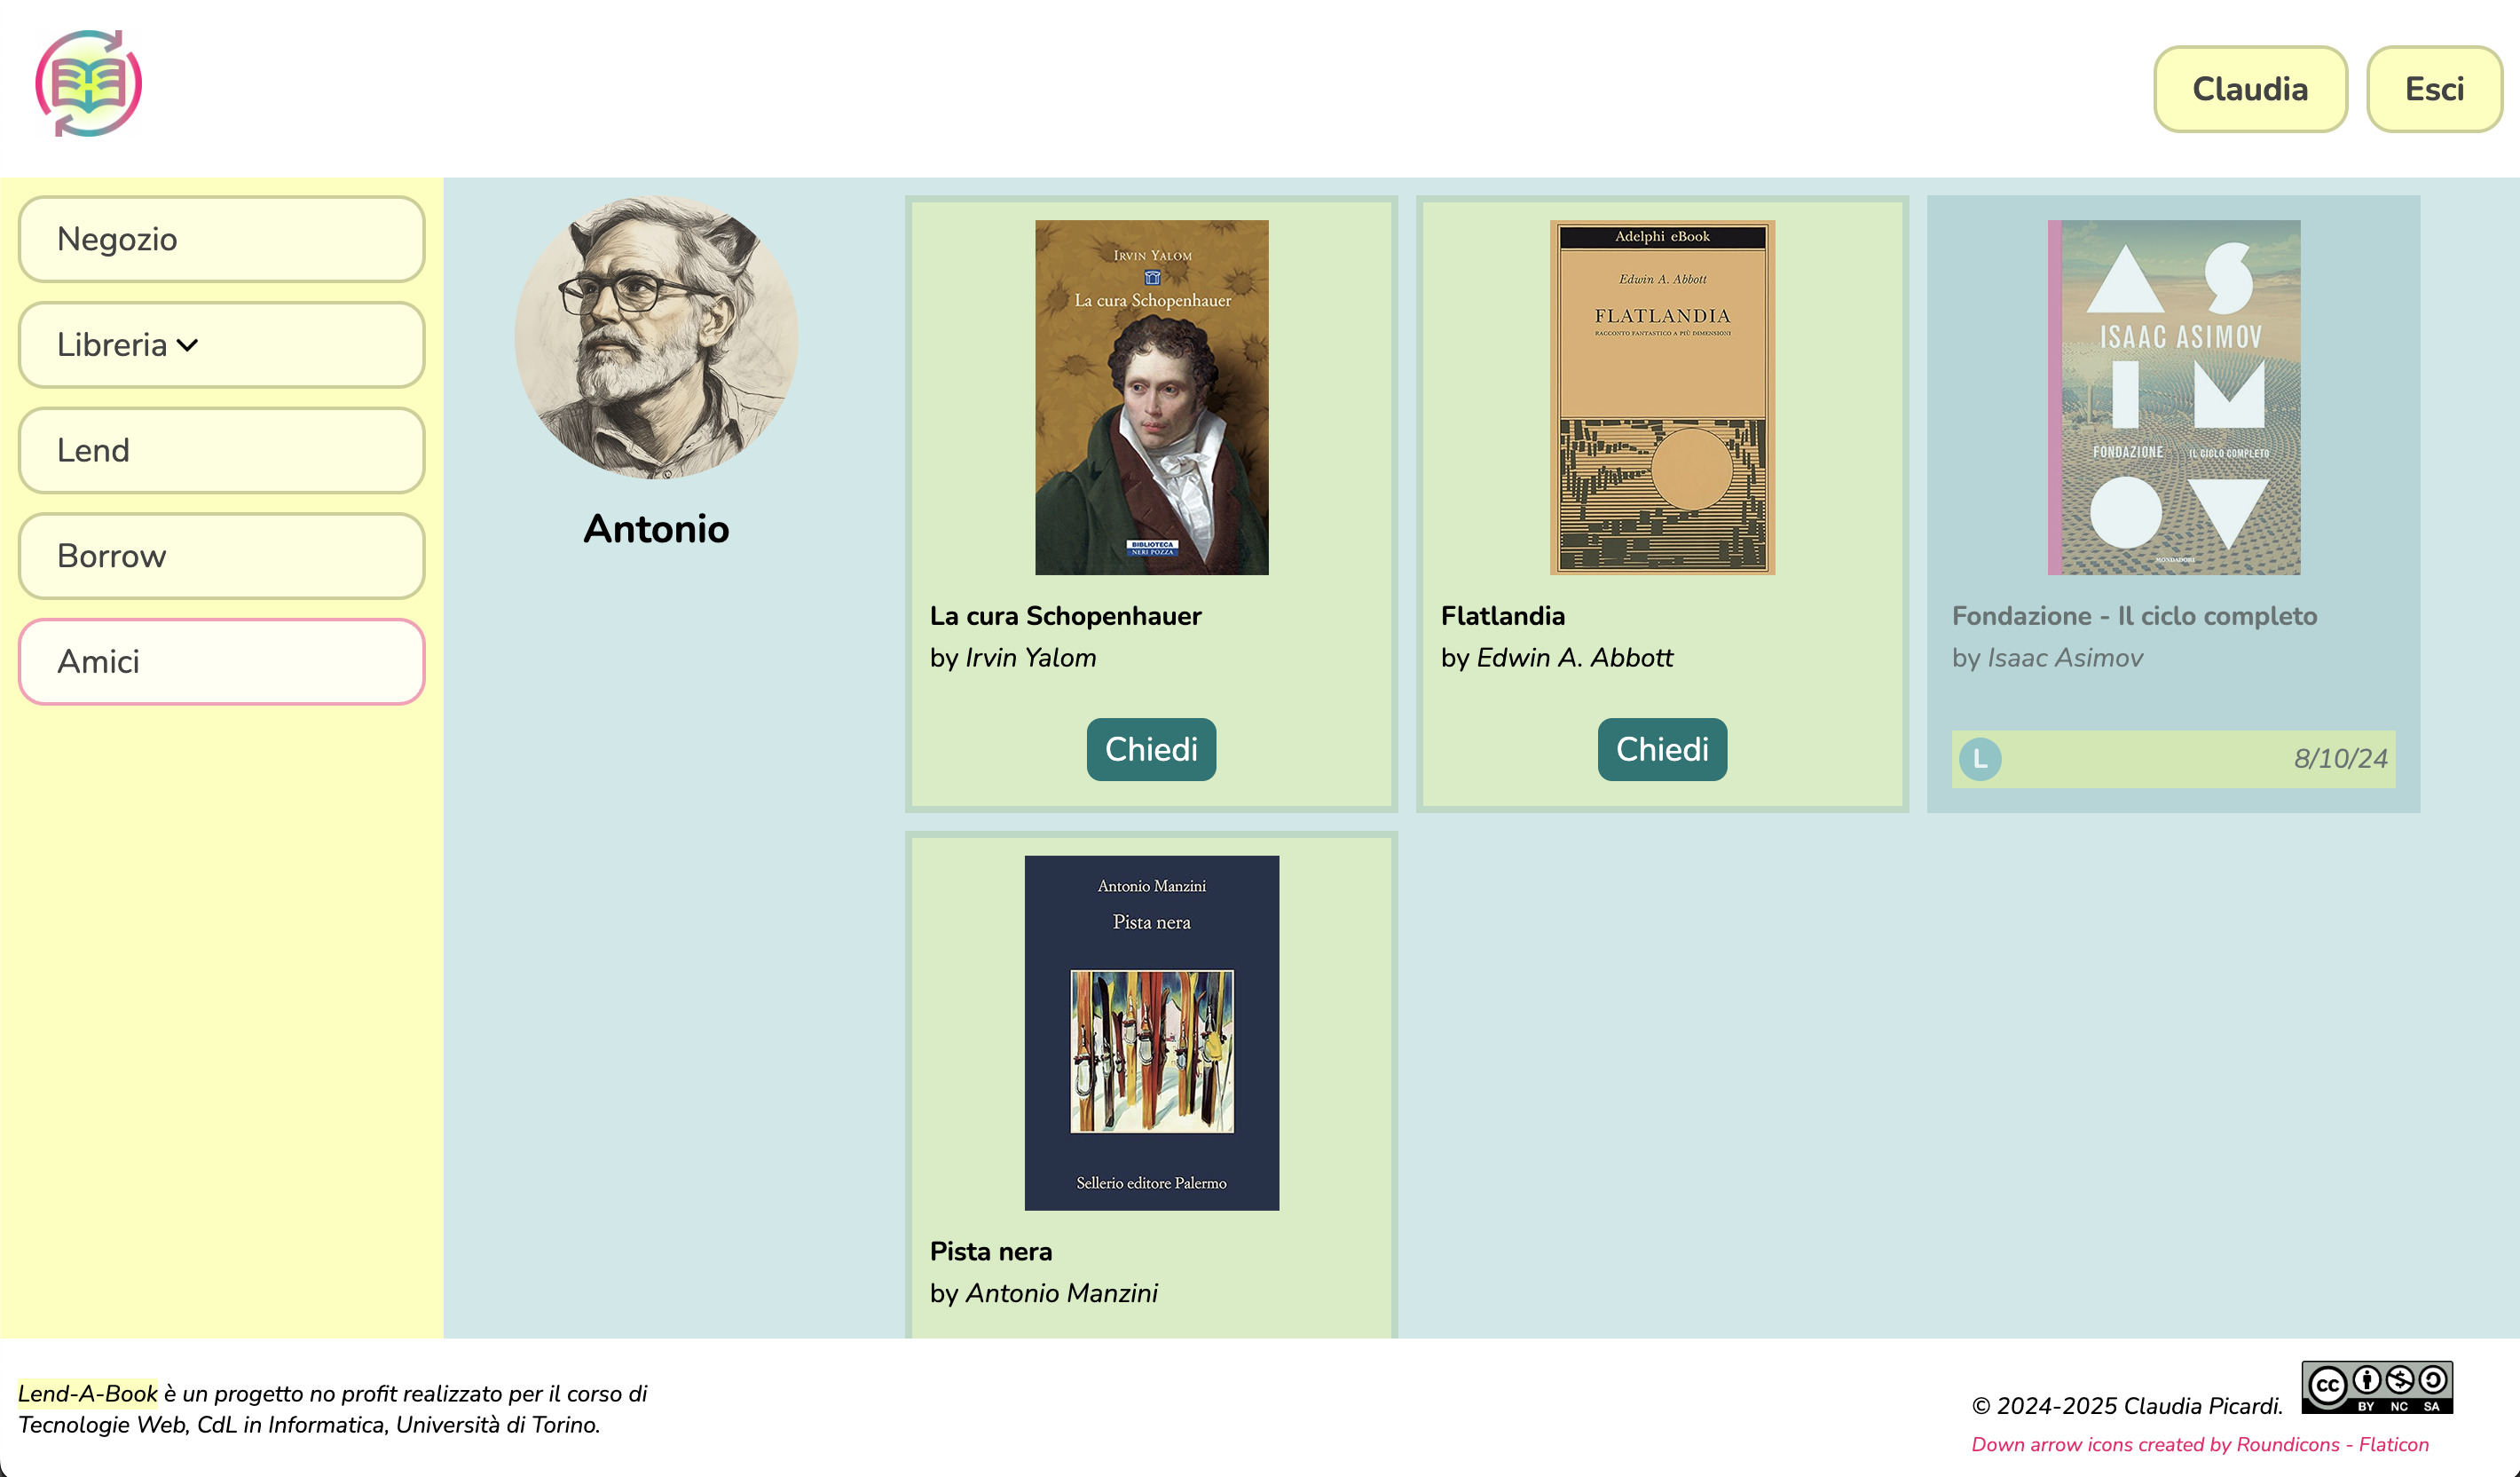 Claudia
Esci
Negozio
Libreria
Lend
Borrow
Amici
Antonio
IRVIN YALOM
La cura Schopenhauer
BIBLIOTECA
NERI POZZA
La cura Schopenhauer
by Irvin Yalom
Chiedi
Adelphi eBook
Edwin A. Abbott
FLATLANDIA
RACCONTO FANTASTICO A PIÙ DIMENSIONI
Flatlandia
by Edwin A. Abbott
Chiedi
AS
ISAAC ASIMOV
IM
FONDAZIONE IL CICLO COMPLETO
OV
MONDADORI
Fondazione - Il ciclo completo
by Isaac Asimov
L 8/10/24
Antonio Manzini
Pista nera
Sellerio editore Palermo
Pista nera
by Antonio Manzini
Lend-A-Book è un progetto no profit realizzato per il corso di
Tecnologie Web, CdL in Informatica, Università di Torino.
© 2024-2025 Claudia Picardi.
CC BY NC SA
Down arrow icons created by Roundicons - Flaticon